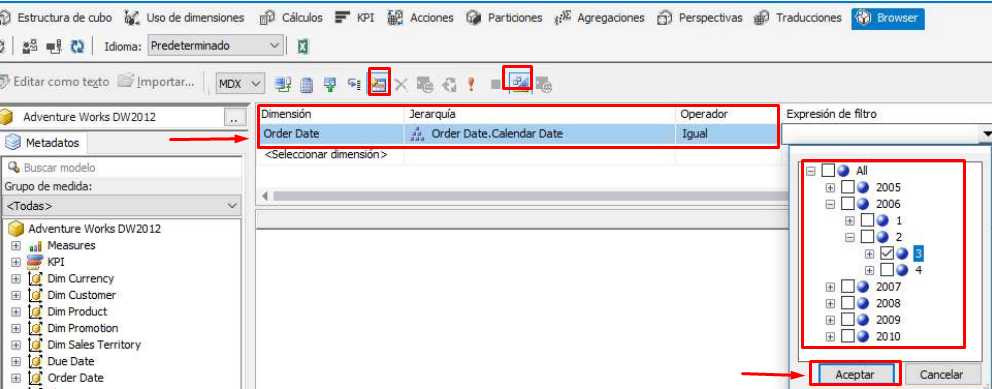 Estructura de cubo Uso de dimensiones Cálculos KPI Acciones Particiones Agregaciones Perspectivas Traducciones Browser
Idioma: Predeterminado
Editar como texto Importar... MDX
Adventure Works DW2012 ..
Metadatos
Buscar modelo
Grupo de medida:
<Todas>
Adventure Works DW2012
Measures
KPI
Dim Currency
Dim Customer
Dim Product
Dim Promotion
Dim Sales Territory
Due Date
Order Date
Dimensión Jerarquía Operador Expresión de filtro
Order Date Order Date.Calendar Date Igual
<Seleccionar dimensión>
All
2005
2006
1
2
3
4
2007
2008
2009
2010
Aceptar Cancelar